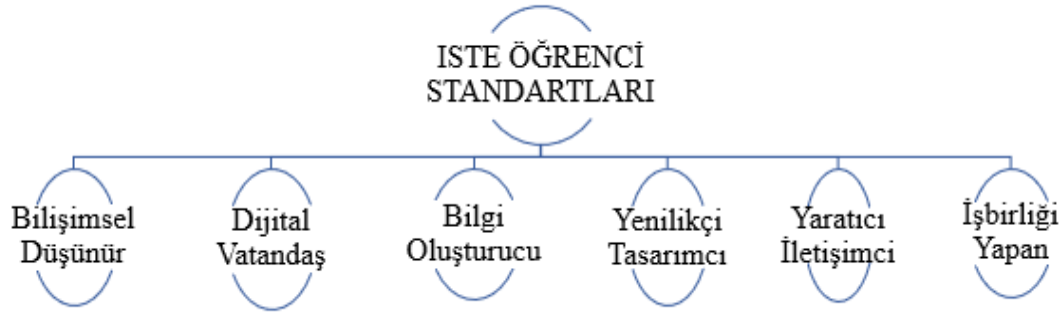 ISTE ÖĞRENCİ
STANDARTLARI
Bilişimsel
Düşünür
Dijital
Vatandaş
Bilgi
Oluşturucu
Yenilikçi
Tasarımcı
Yaratıcı
İletişimci
İşbirliği
Yapan